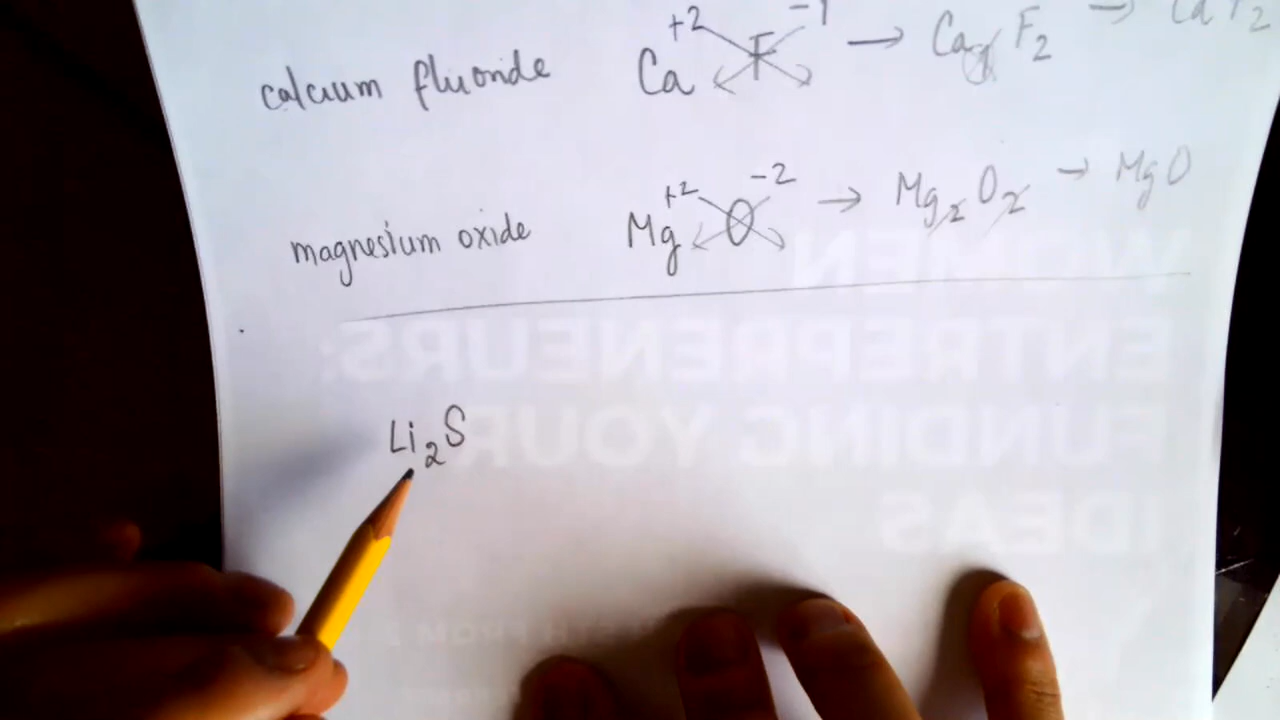 calcium fluoride Ca +2 F -1 → CaF₂ → CaF₂
magnesium oxide Mg +2 O -2 → Mg₂O₂ → MgO
Li₂S
WOMEN
ENTREPRENEURS:
FUNDING YOUR
IDEAS